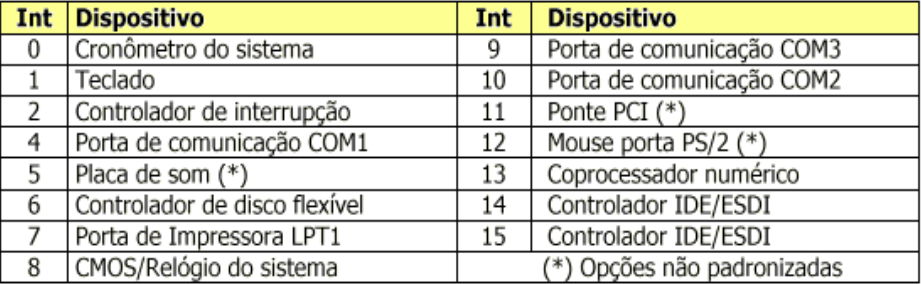 Int Dispositivo Int Dispositivo
0 Cronômetro do sistema 9 Porta de comunicação COM3
1 Teclado 10 Porta de comunicação COM2
2 Controlador de interrupção 11 Ponte PCI (*)
4 Porta de comunicação COM1 12 Mouse porta PS/2 (*)
5 Placa de som (*) 13 Coprocessador numérico
6 Controlador de disco flexível 14 Controlador IDE/ESDI
7 Porta de Impressora LPT1 15 Controlador IDE/ESDI
8 CMOS/Relógio do sistema (*) Opções não padronizadas